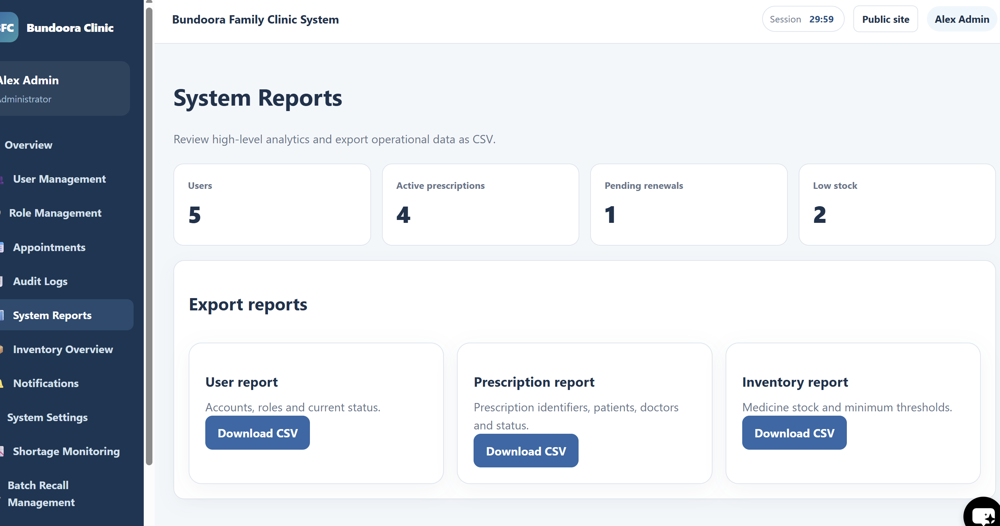 FC
Bundoora Clinic
Alex Admin
Administrator
Overview
User Management
Role Management
Appointments
Audit Logs
System Reports
Inventory Overview
Notifications
System Settings
Shortage Monitoring
Batch Recall
Management
Bundoora Family Clinic System
Session 29:59
Public site
Alex Admin
System Reports
Review high-level analytics and export operational data as CSV.
Users
5
Active prescriptions
4
Pending renewals
1
Low stock
2
Export reports
User report
Accounts, roles and current status.
Download CSV
Prescription report
Prescription identifiers, patients, doctors
and status.
Download CSV
Inventory report
Medicine stock and minimum thresholds.
Download CSV